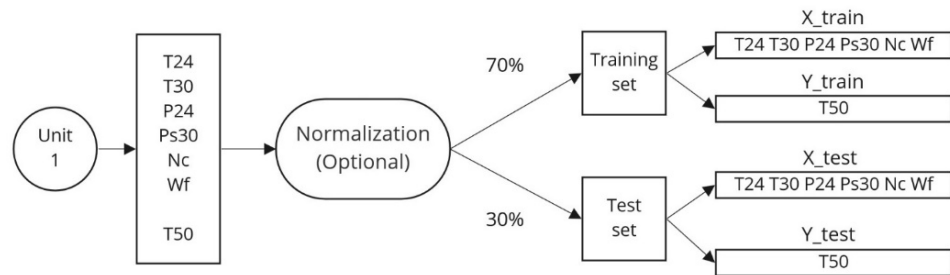 Unit
1
T24
T30
P24
Ps30
Nc
Wf
T50
Normalization
(Optional)
70%
30%
Training
set
Test
set
X_train
T24 T30 P24 Ps30 Nc Wf
Y_train
T50
X_test
T24 T30 P24 Ps30 Nc Wf
Y_test
T50